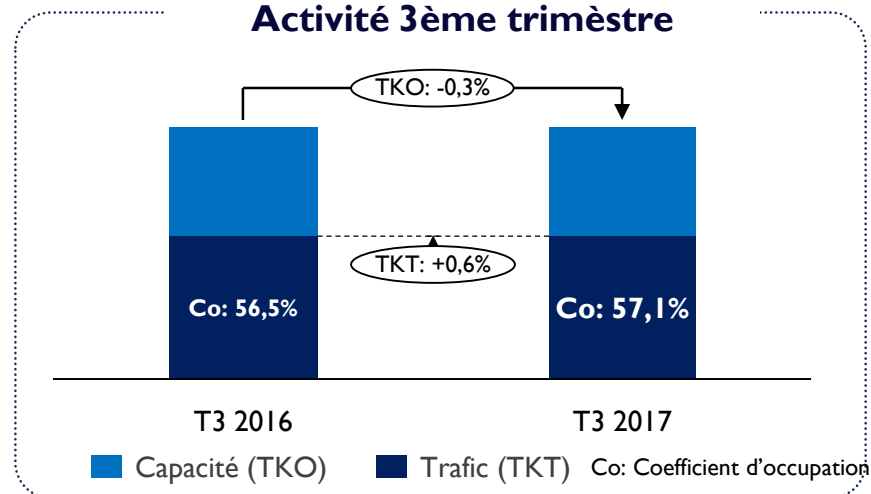 Activité 3ème trimèstre
TKO: -0,3%
TKT: +0,6%
Co: 56,5%
Co: 57,1%
T3 2016
T3 2017
Capacité (TKO)
Trafic (TKT)
Co: Coefficient d'occupation